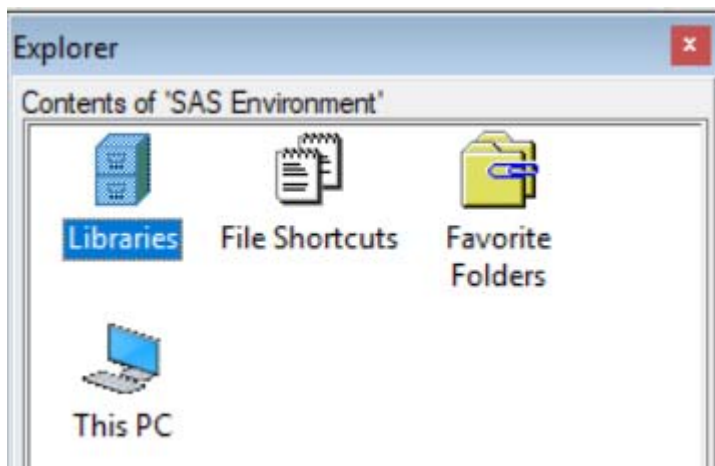 Explorer
Contents of 'SAS Environment'
Libraries
File Shortcuts
Favorite
Folders
This PC